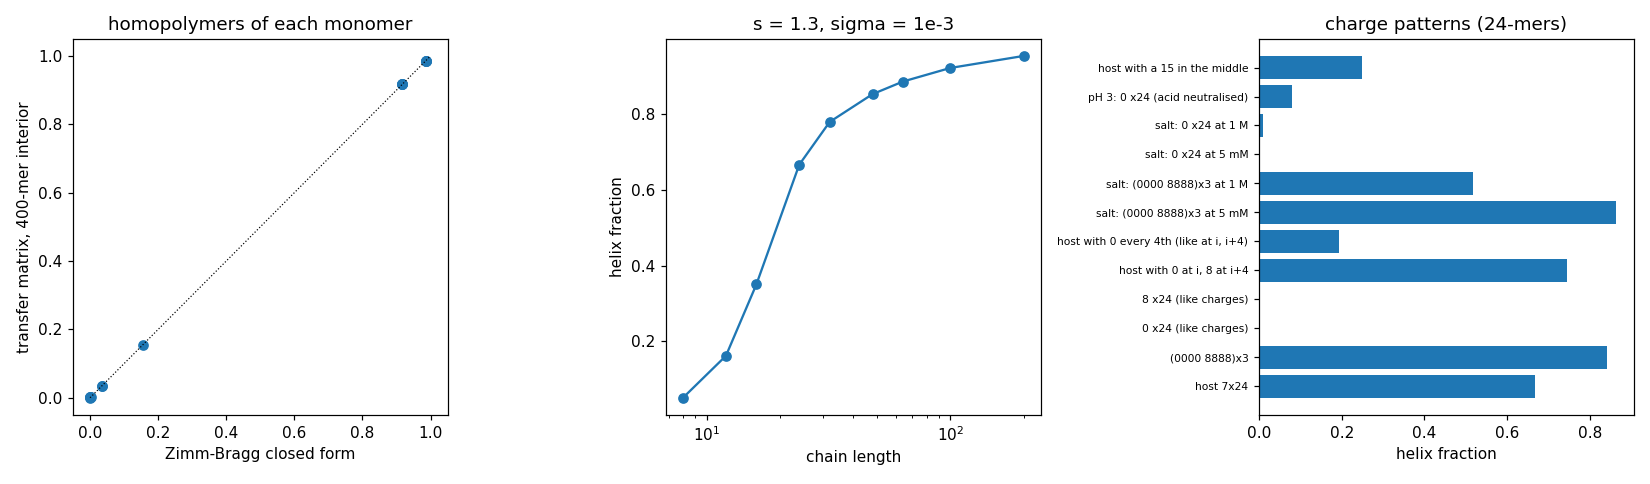 homopolymers of each monomer
transfer matrix, 400-mer interior
1.0
0.8
0.6
0.4
0.2
0.0
0.0 0.2 0.4 0.6 0.8 1.0
Zimm-Bragg closed form
s = 1.3, sigma = 1e-3
helix fraction
0.8
0.6
0.4
0.2
10¹ 10²
chain length
charge patterns (24-mers)
host with a 15 in the middle
pH 3: 0 x24 (acid neutralised)
salt: 0 x24 at 1 M
salt: 0 x24 at 5 mM
salt: (0000 8888)x3 at 1 M
salt: (0000 8888)x3 at 5 mM
host with 0 every 4th (like at i, i+4)
host with 0 at i, 8 at i+4
8 x24 (like charges)
0 x24 (like charges)
(0000 8888)x3
host 7x24
0.0 0.2 0.4 0.6 0.8
helix fraction